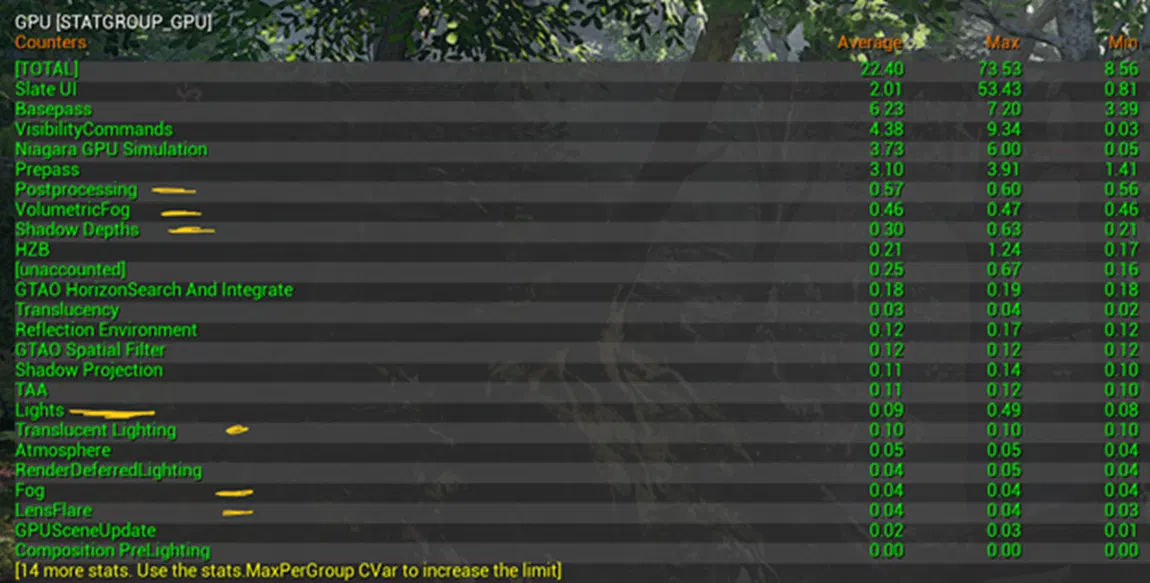 GPU [STATGROUP_GPU]
Counters Average Max Min
[TOTAL] 22.40 73.53 8.56
Slate UI 2.01 53.43 0.81
Basepass 6.23 7.20 3.39
VisibilityCommands 4.38 9.34 0.03
Niagara GPU Simulation 3.73 6.00 0.05
Prepass 3.10 3.91 1.41
Postprocessing 0.57 0.60 0.56
VolumetricFog 0.46 0.47 0.46
Shadow Depths 0.30 0.63 0.21
HZB 0.21 1.24 0.17
[unaccounted] 0.25 0.67 0.16
GTAO HorizonSearch And Integrate 0.18 0.19 0.18
Translucency 0.03 0.04 0.02
Reflection Environment 0.12 0.17 0.12
GTAO Spatial Filter 0.12 0.12 0.12
Shadow Projection 0.11 0.14 0.10
TAA 0.11 0.12 0.10
Lights 0.09 0.49 0.08
Translucent Lighting 0.10 0.10 0.10
Atmosphere 0.05 0.05 0.04
RenderDeferredLighting 0.04 0.05 0.04
Fog 0.04 0.04 0.04
LensFlare 0.04 0.04 0.03
GPUSceneUpdate 0.02 0.03 0.01
Composition PreLighting 0.00 0.00 0.00
[14 more stats. Use the stats.MaxPerGroup CVar to increase the limit]